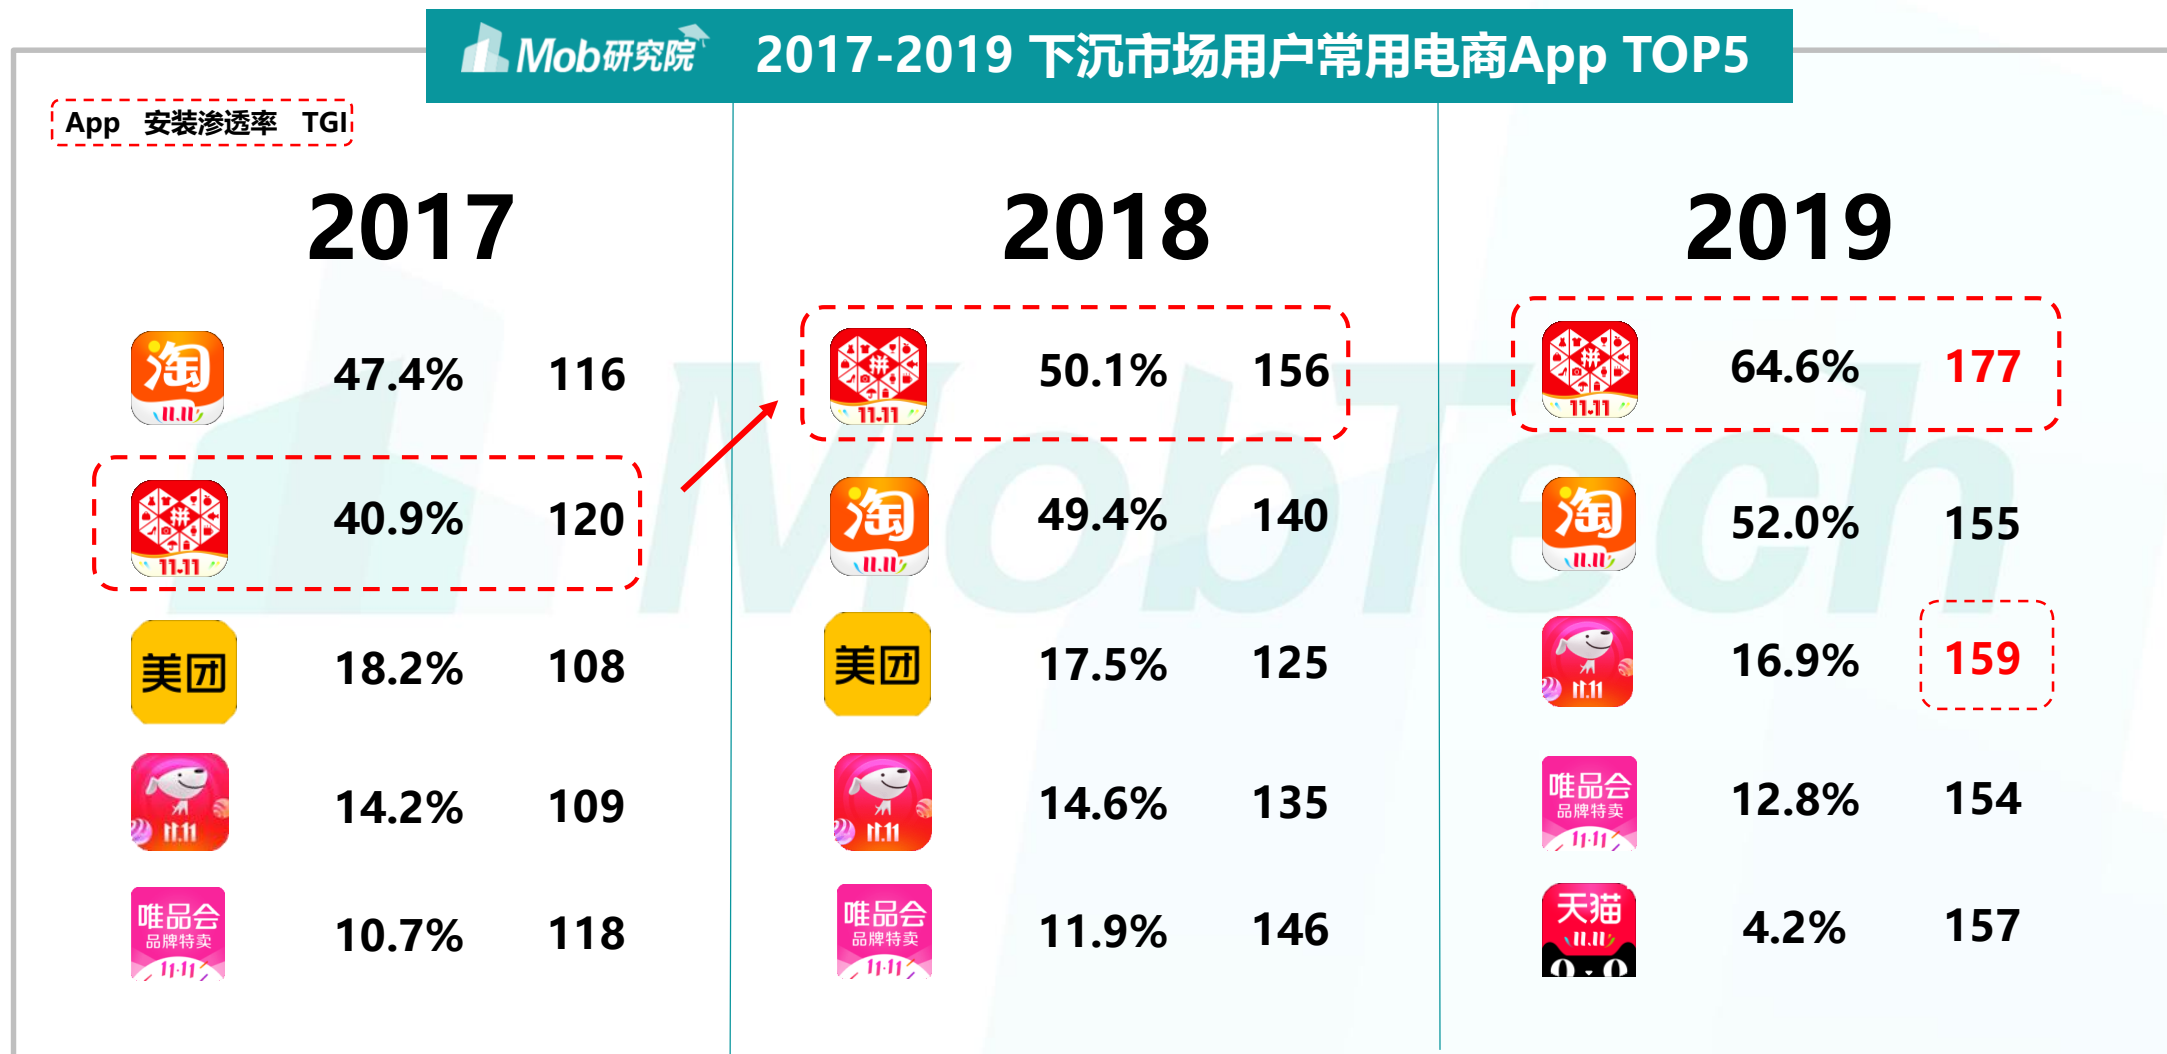 Mob研究院
2017-2019 下沉市场用户常用电商App TOP5
App 安装渗透率 TGI
2017
淘
11.11
47.4% 116
拼
11.11
40.9% 120
美团
18.2% 108
11.11
14.2% 109
唯品会
品牌特卖
11.11
10.7% 118
2018
拼
11.11
50.1% 156
淘
11.11
49.4% 140
美团
17.5% 125
11.11
14.6% 135
唯品会
品牌特卖
11.11
11.9% 146
2019
拼
11.11
64.6% 177
淘
11.11
52.0% 155
11.11
16.9% 159
唯品会
品牌特卖
11.11
12.8% 154
天猫
11.11
4.2% 157
MobTech